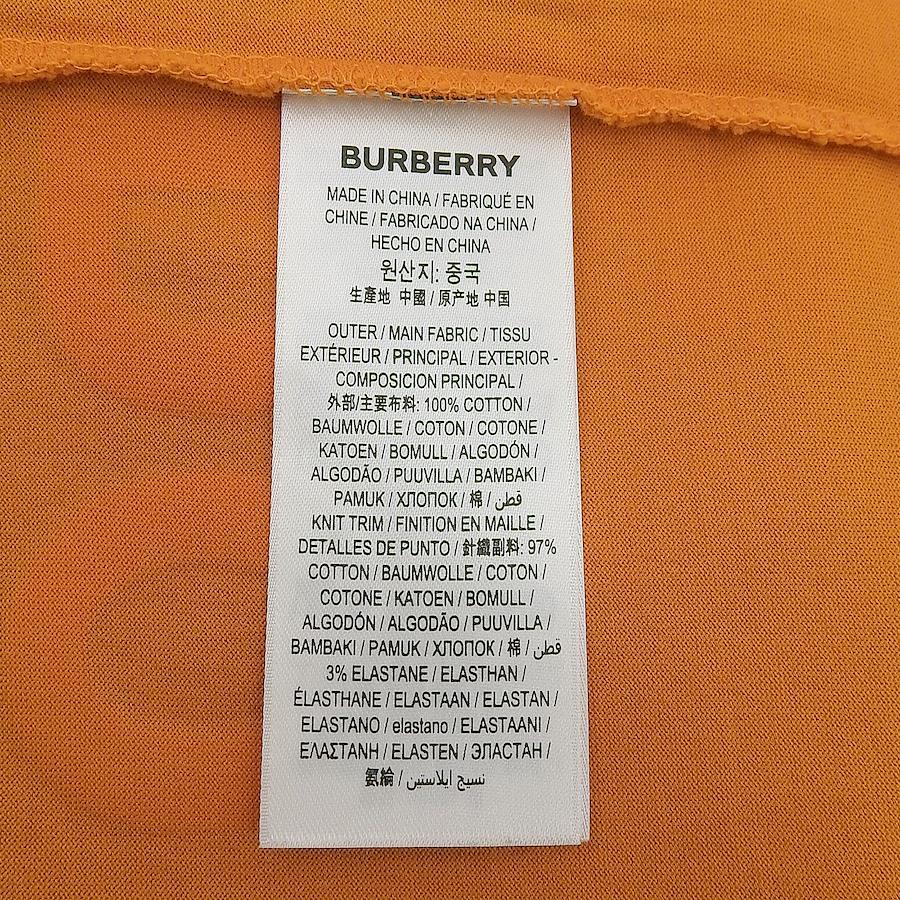 BURBERRY
MADE IN CHINA / FABRIQUÉ EN
CHINE / FABRICADO NA CHINA /
HECHO EN CHINA
원산지: 중국
生產地 中國 / 原产地 中国
OUTER / MAIN FABRIC / TISSU
EXTÉRIEUR / PRINCIPAL / EXTERIOR -
COMPOSICION PRINCIPAL /
外部/主要布料: 100% COTTON /
BAUMWOLLE / COTON / COTONE /
KATOEN / BOMULL / ALGODÓN /
ALGODÃO / PUUVILLA / BAMBAKI /
PAMUK / ХЛОПОК / 棉 / قطن
KNIT TRIM / FINITION EN MAILLE /
DETALLES DE PUNTO / 針織副料: 97%
COTTON / BAUMWOLLE / COTON /
COTONE / KATOEN / BOMULL /
ALGODÓN / ALGODÃO / PUUVILLA /
BAMBAKI / PAMUK / ХЛОПОК / 棉 / قطن
3% ELASTANE / ELASTHAN /
ÉLASTHANE / ELASTAAN / ELASTAN /
ELASTANO / elastano / ELASTAANI /
ΕΛΑΣΤΑΝΗ / ELASTEN / ЭЛАСТАН /
氨綸 / نسيج ايلاستين